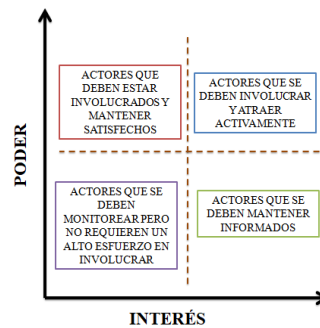 ACTORES QUE
DEBEN ESTAR
INVOLUCRADOS Y
MANTENER
SATISFECHOS
ACTORES QUE SE
DEBEN INVOLUCRAR
Y ATRAER
ACTIVAMENTE
PODER
ACTORES QUE SE
DEBEN
MONITOREAR PERO
NO REQUIEREN UN
ALTO ESFUERZO EN
INVOLUCRAR
ACTORES QUE SE
DEBEN MANTENER
INFORMADOS
INTERÉS